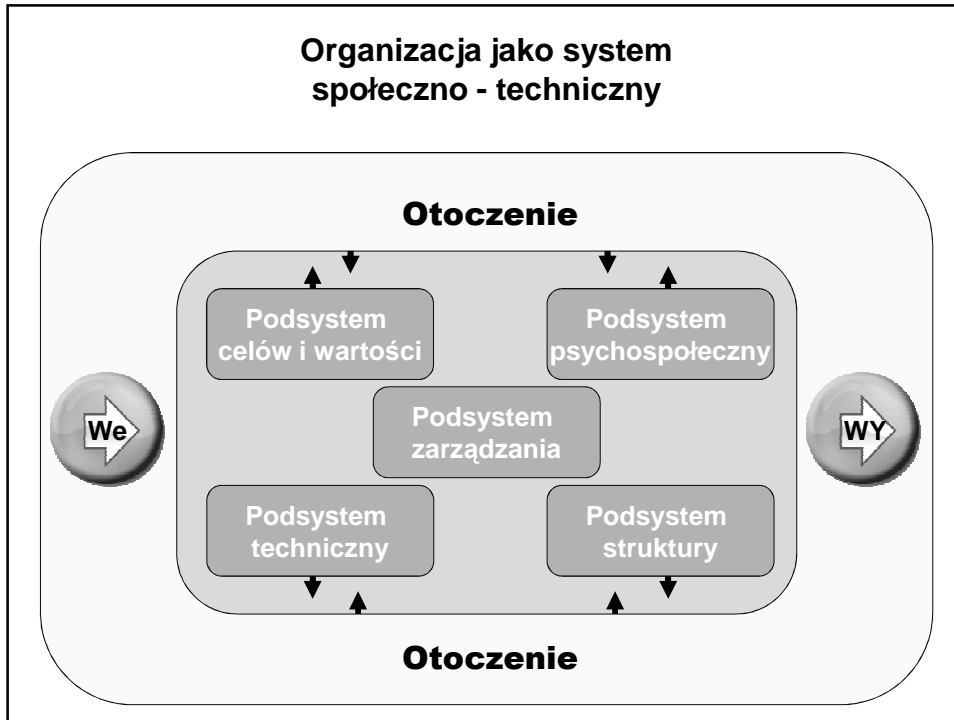 Organizacja jako system
społeczno - techniczny
Otoczenie
Podsystem
celów i wartości
Podsystem
psychospołeczny
We
Podsystem
zarządzania
WY
Podsystem
techniczny
Podsystem
struktury
Otoczenie